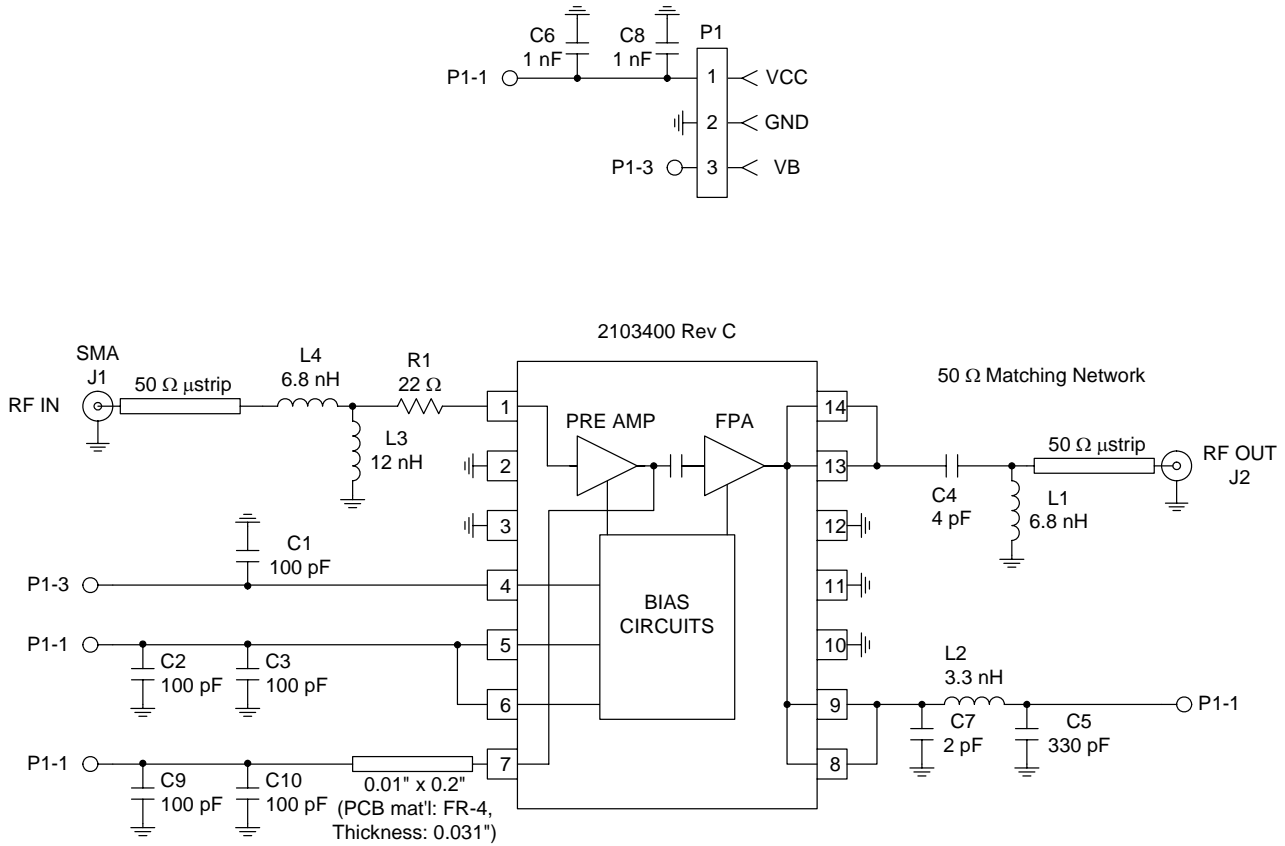 C6
1 nF
C8
1 nF
P1
P1-1
1
VCC
2
GND
P1-3
3
VB
2103400 Rev C
SMA
J1
RF IN
50 Ω μstrip
L4
6.8 nH
R1
22 Ω
L3
12 nH
1
2
3
4
5
6
7
PRE AMP
FPA
BIAS
CIRCUITS
14
13
12
11
10
9
8
50 Ω Matching Network
50 Ω μstrip
RF OUT
J2
C4
4 pF
L1
6.8 nH
C1
100 pF
P1-3
P1-1
C2
100 pF
C3
100 pF
L2
3.3 nH
C7
2 pF
C5
330 pF
P1-1
P1-1
C9
100 pF
C10
100 pF
0.01" x 0.2"
(PCB mat'l: FR-4,
Thickness: 0.031")